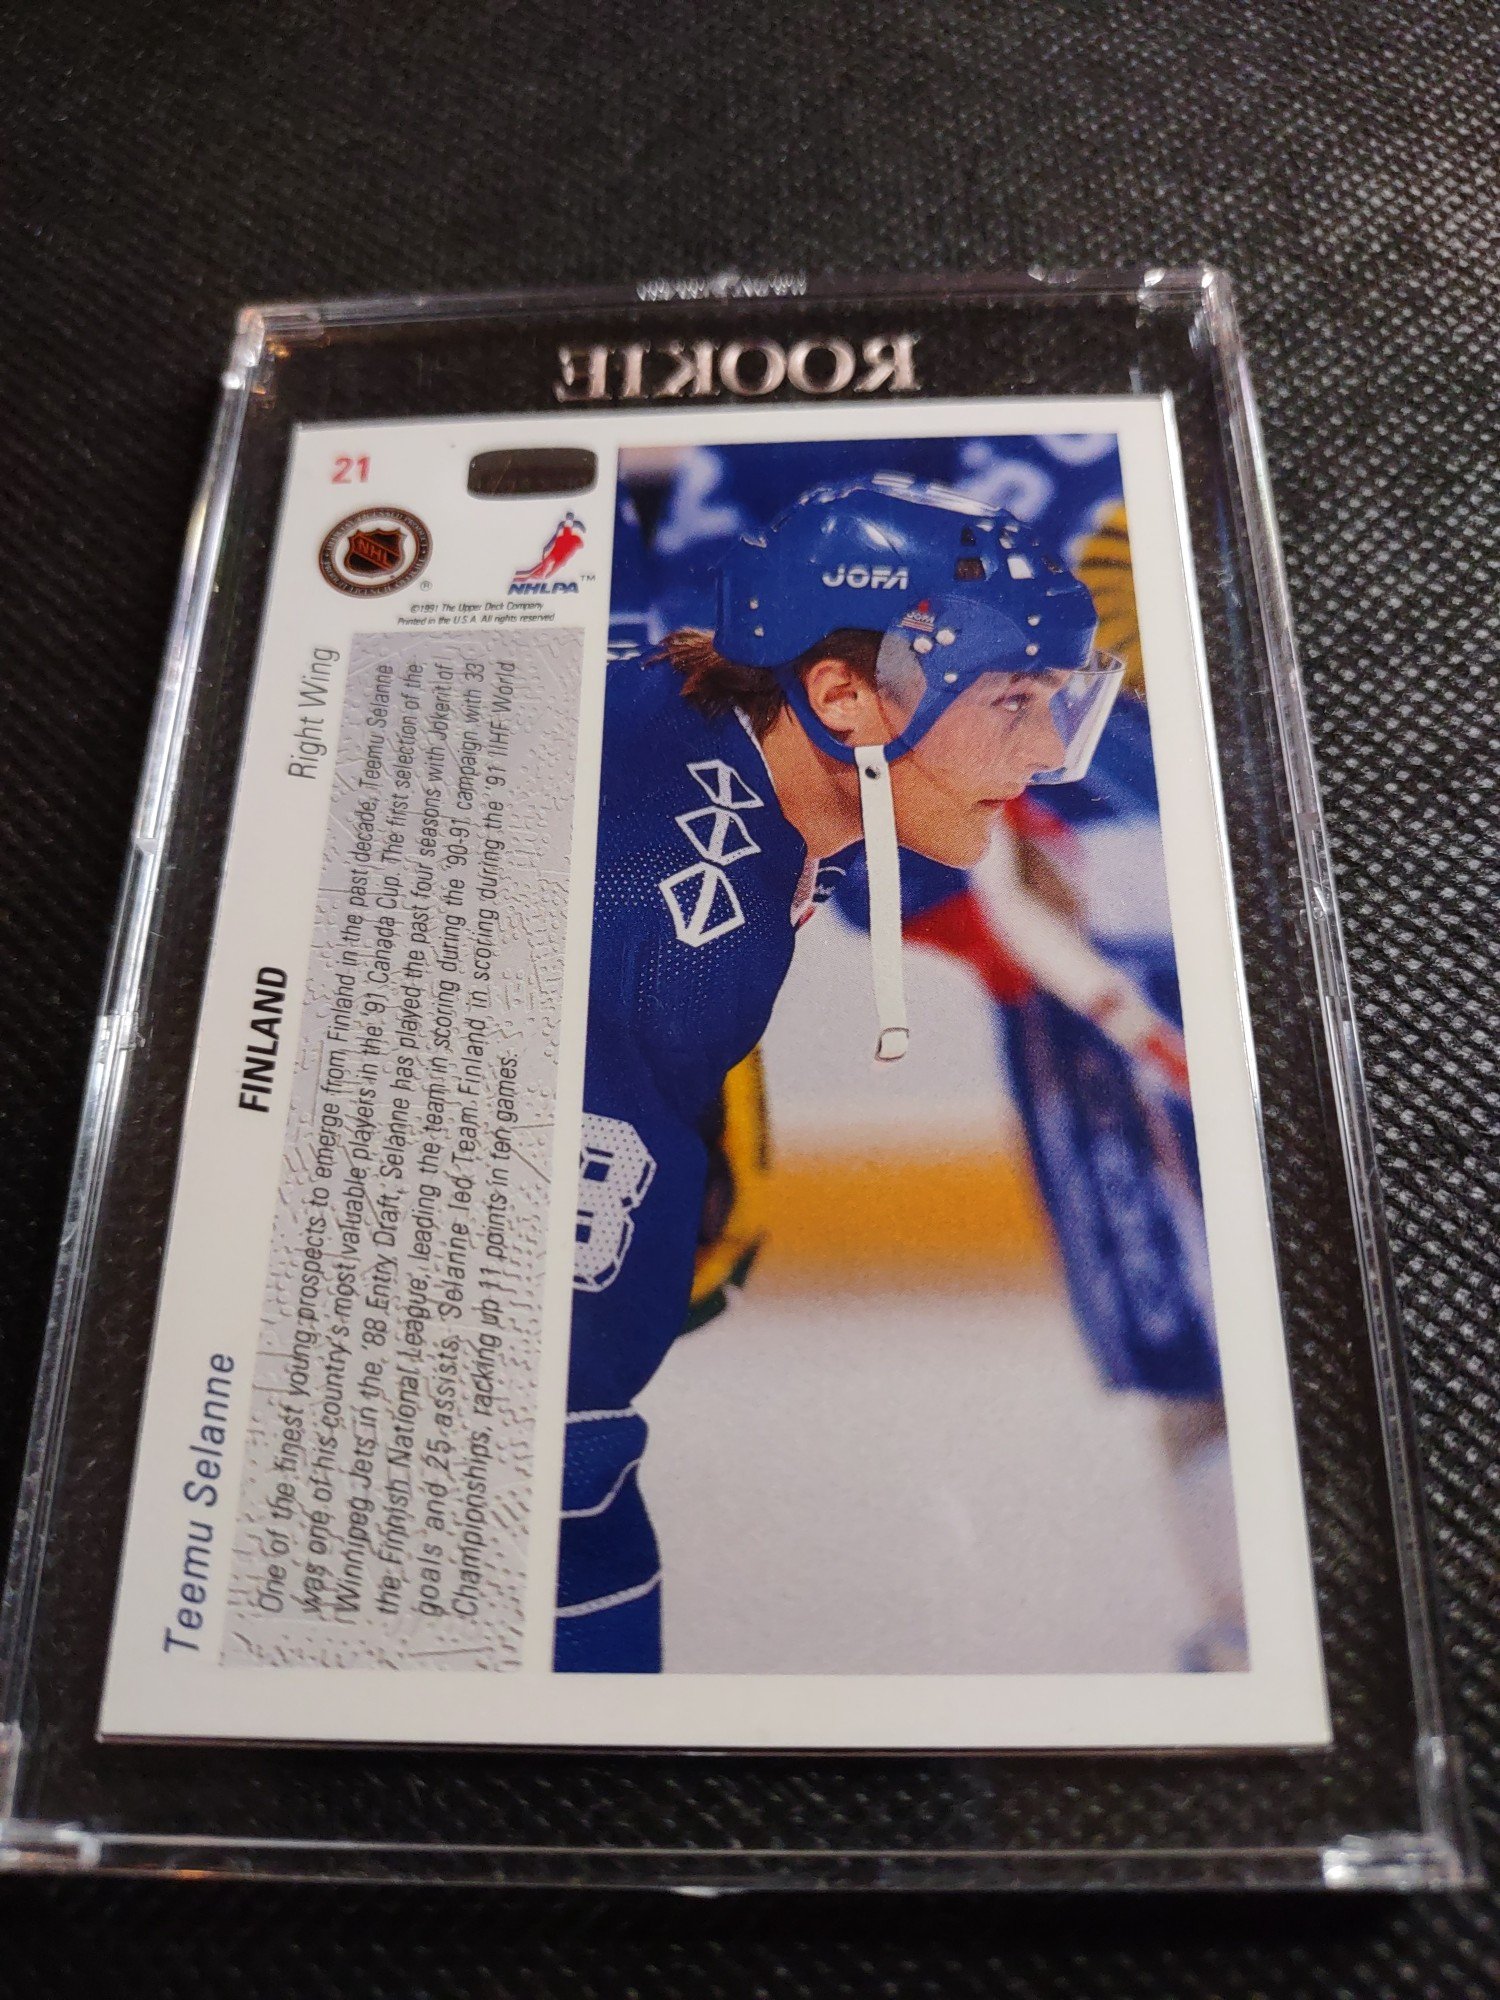 ROOKIE
21
NHL
®
NHLPA™
©1991 The Upper Deck Company
Printed in the U.S.A. All rights reserved
Teemu Selanne
FINLAND
Right Wing
One of the finest young prospects to emerge from Finland in the past decade, Teemu Selanne
was one of his country's most valuable players in the '91 Canada Cup. The first selection of the
Winnipeg Jets in the '88 Entry Draft, Selanne has played the past four seasons with Jokerit of
the Finnish National League, leading the team in scoring during the '90-91 campaign with 33
goals and 25 assists. Selanne led Team Finland in scoring during the '91 IIHF World
Championships, racking up 11 points in ten games.
JOFA
JOFA
8